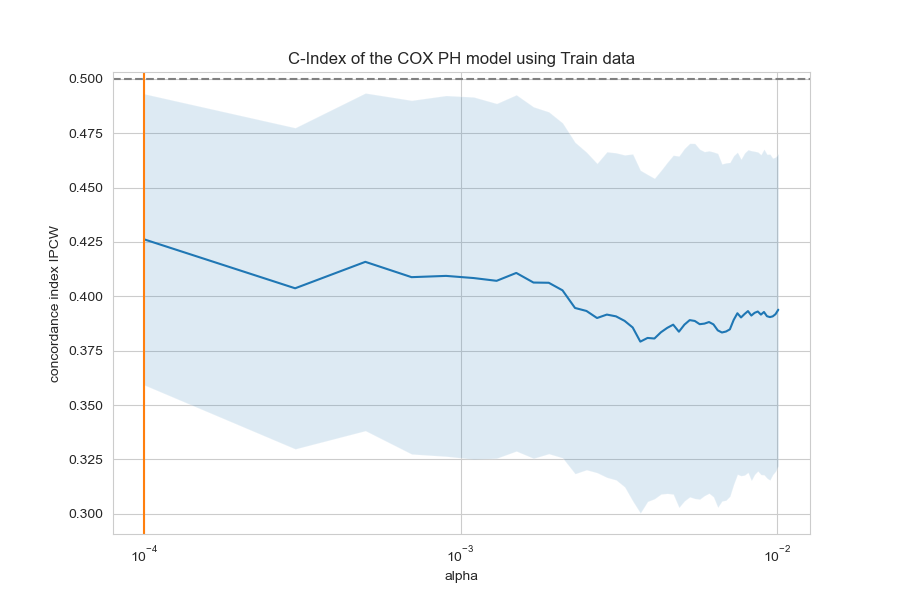 C-Index of the COX PH model using Train data
concordance index IPCW
0.500
0.475
0.450
0.425
0.400
0.375
0.350
0.325
0.300
10⁻⁴ 10⁻³ 10⁻²
alpha